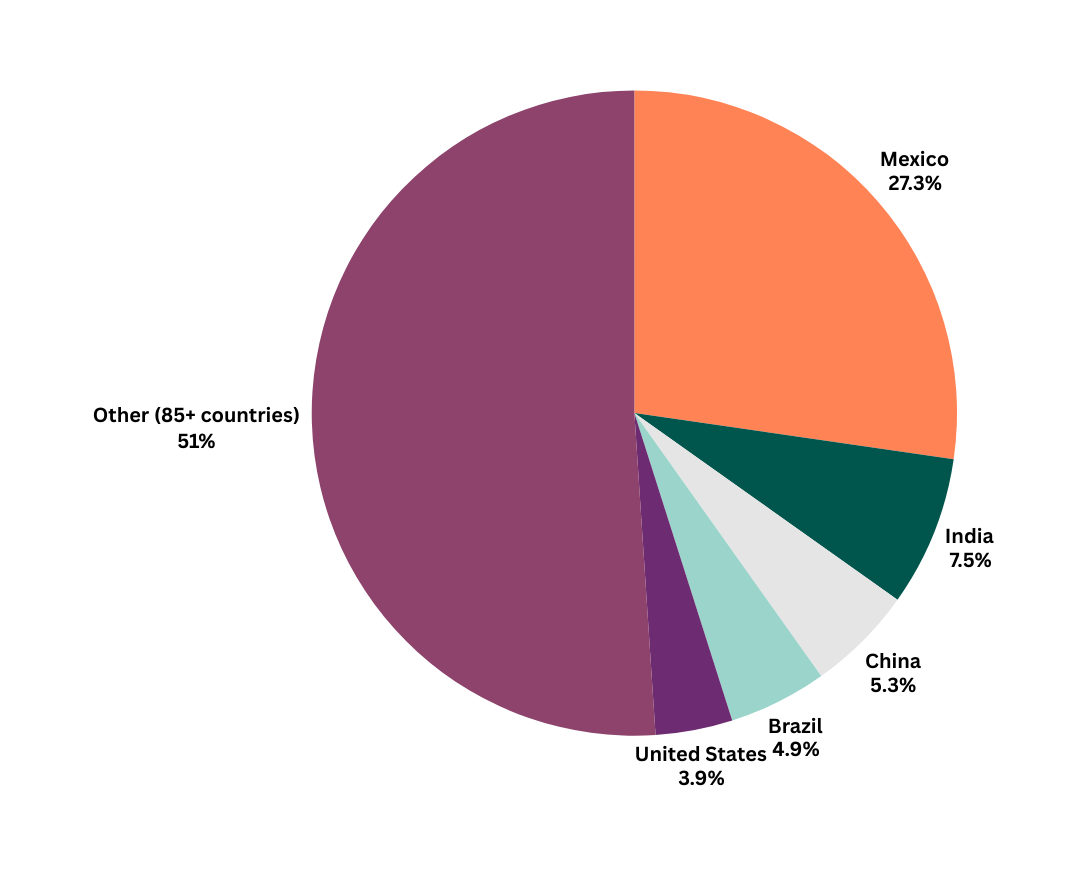 Mexico
27.3%
India
7.5%
China
5.3%
Brazil
4.9%
United States
3.9%
Other (85+ countries)
51%